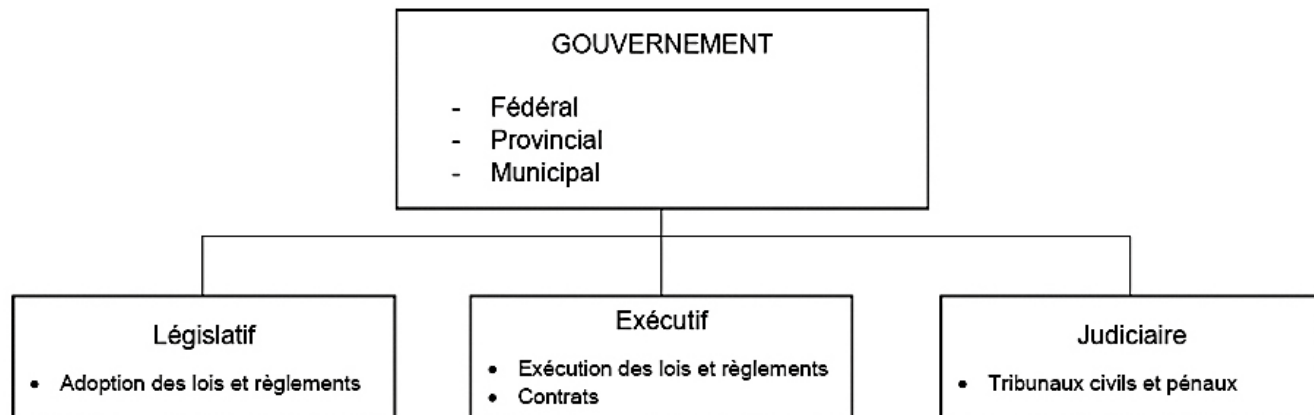 GOUVERNEMENT
- Fédéral
- Provincial
- Municipal
Législatif
• Adoption des lois et règlements
Exécutif
• Exécution des lois et règlements
• Contrats
Judiciaire
• Tribunaux civils et pénaux